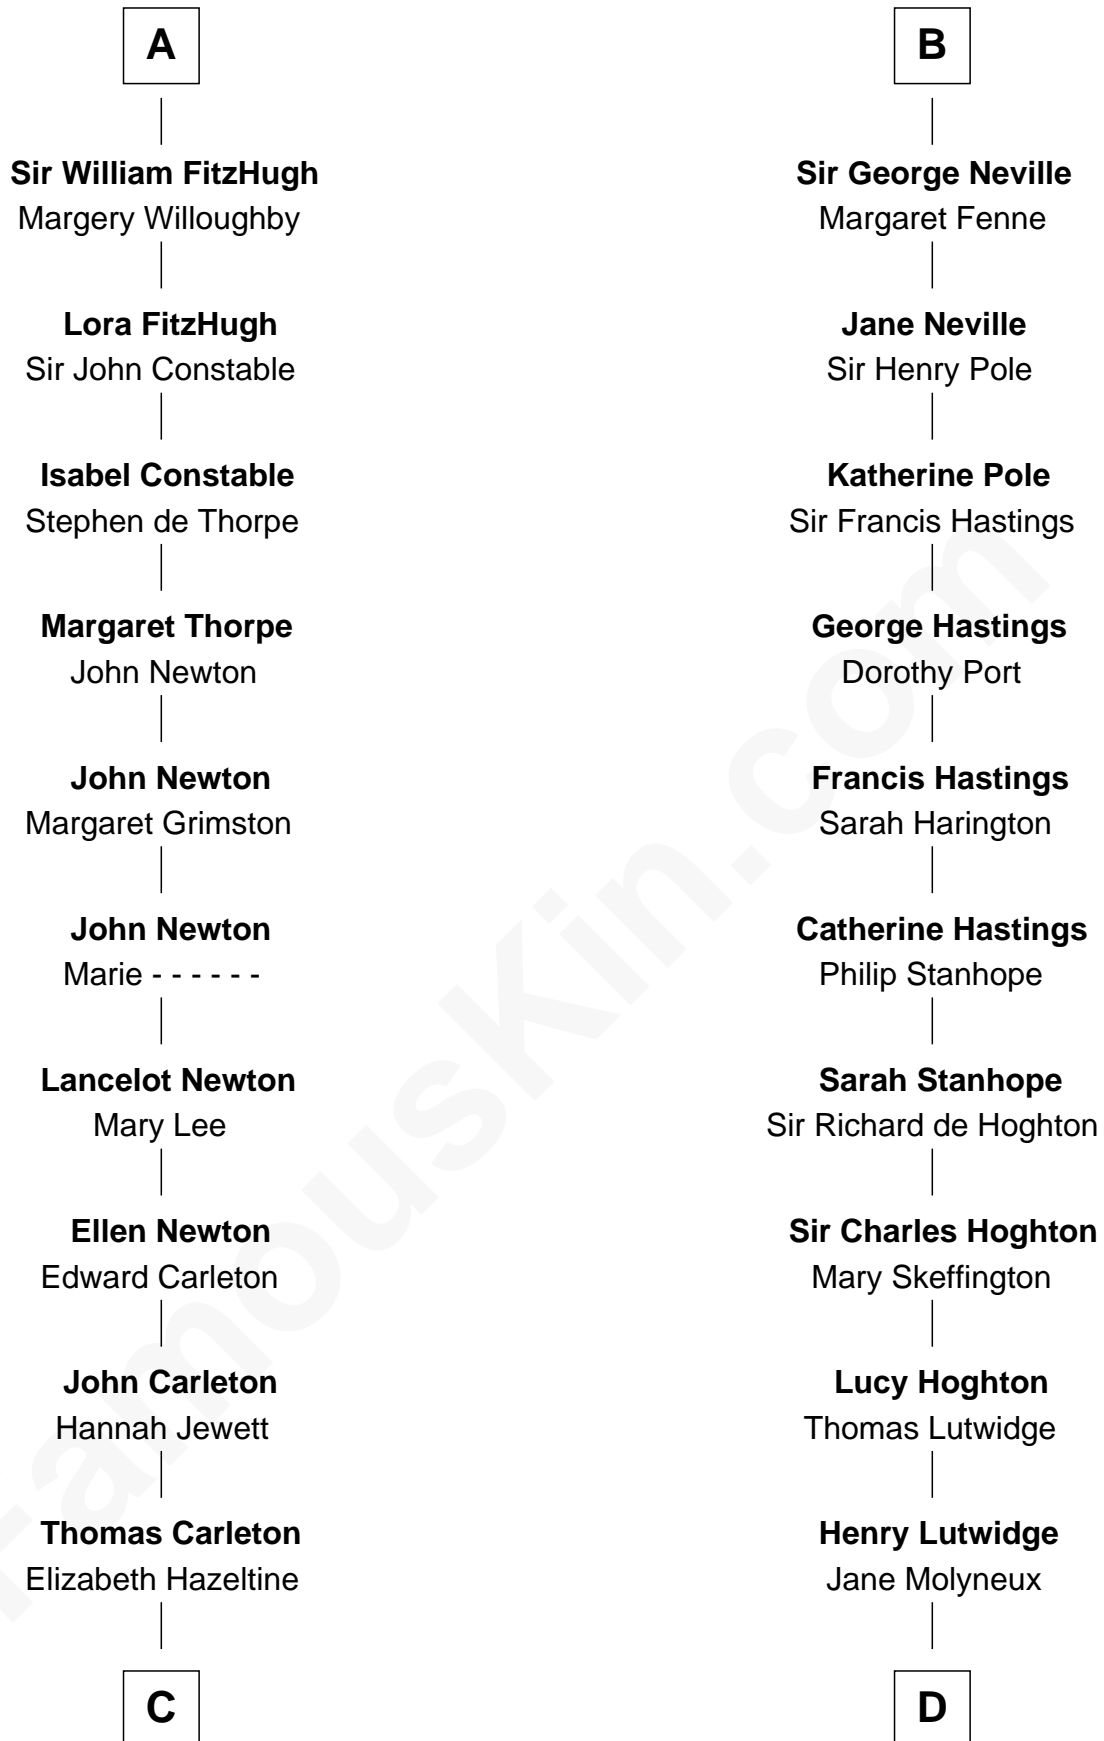 A
Sir William FitzHugh
Margery Willoughby
Lora FitzHugh
Sir John Constable
Isabel Constable
Stephen de Thorpe
Margaret Thorpe
John Newton
John Newton
Margaret Grimston
John Newton
Marie - - - - - -
Lancelot Newton
Mary Lee
Ellen Newton
Edward Carleton
John Carleton
Hannah Jewett
Thomas Carleton
Elizabeth Hazeltine
C
B
Sir George Neville
Margaret Fenne
Jane Neville
Sir Henry Pole
Katherine Pole
Sir Francis Hastings
George Hastings
Dorothy Port
Francis Hastings
Sarah Harington
Catherine Hastings
Philip Stanhope
Sarah Stanhope
Sir Richard de Hoghton
Sir Charles Hoghton
Mary Skeffington
Lucy Hoghton
Thomas Lutwidge
Henry Lutwidge
Jane Molyneux
D
FamousKin.com